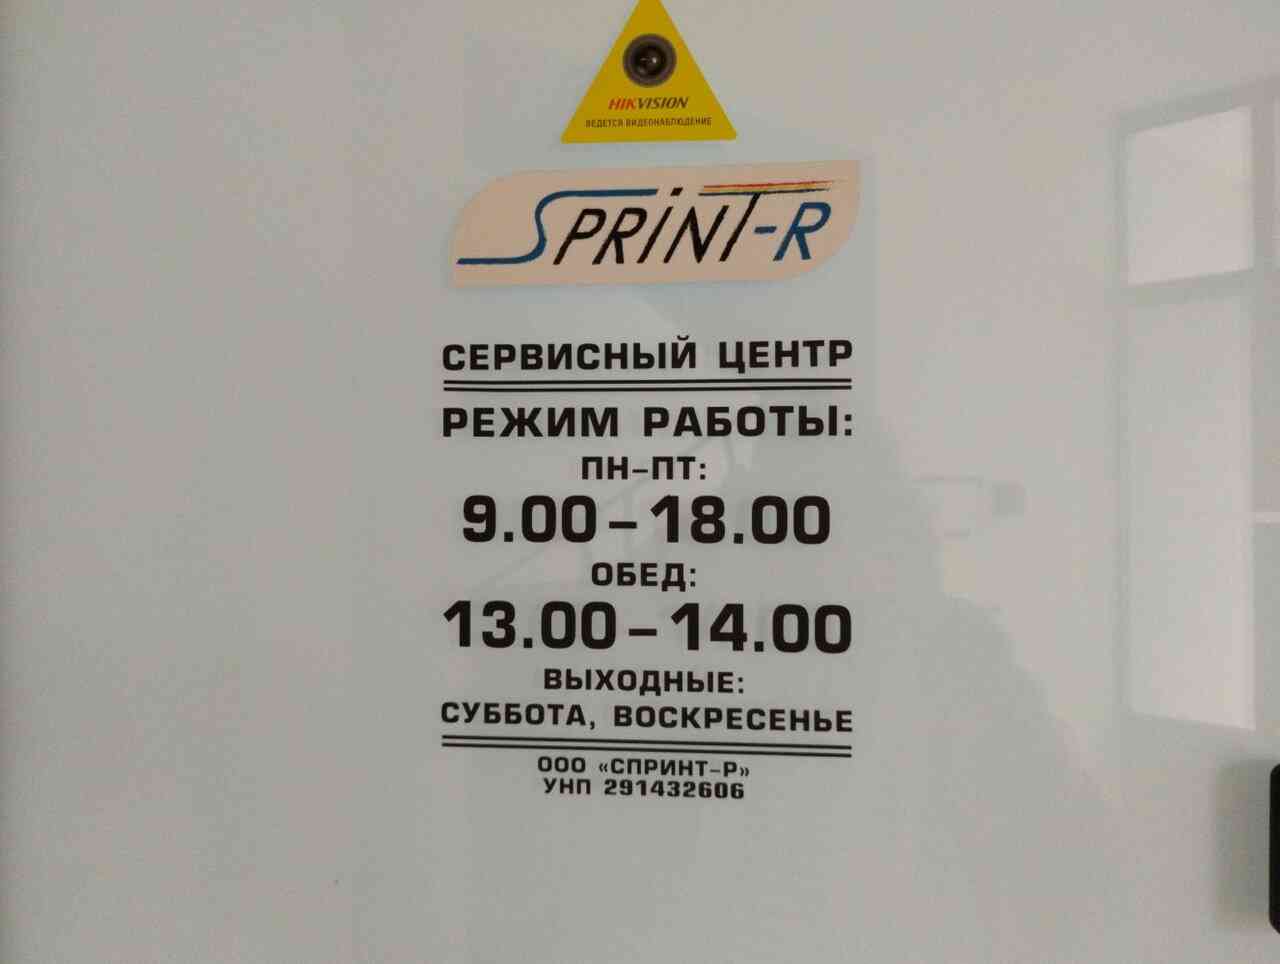 HIKVISION
ВЕДЕТСЯ ВИДЕОНАБЛЮДЕНИЕ
SPRINT-R
СЕРВИСНЫЙ ЦЕНТР
РЕЖИМ РАБОТЫ:
ПН-ПТ:
9.00-18.00
ОБЕД:
13.00-14.00
ВЫХОДНЫЕ:
СУББОТА, ВОСКРЕСЕНЬЕ
ООО «СПРИНТ-Р»
УНП 291432606